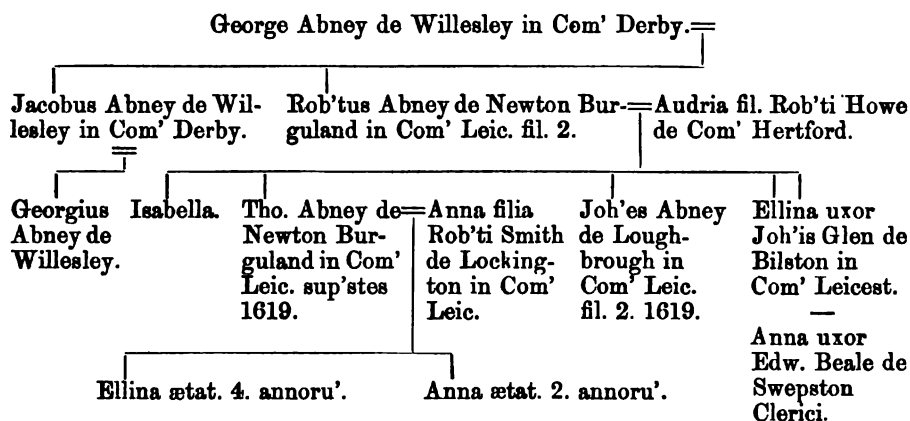 George Abney de Willesley in Com' Derby.
Jacobus Abney de Wil-
lesley in Com' Derby.
Rob'tus Abney de Newton Bur-
guland in Com' Leic. fil. 2.
Audria fil. Rob'ti Howe
de Com' Hertford.
Georgius
Abney de
Willesley.
Isabella.
Tho. Abney de
Newton Bur-
guland in Com'
Leic. sup'stes
1619.
Anna filia
Rob'ti Smith
de Locking-
ton in Com'
Leic.
Joh'es Abney
de Lough-
brough in
Com' Leic.
fil. 2. 1619.
Ellina uxor
Joh'is Glen de
Bilston in
Com' Leicest.
—
Anna uxor
Edw. Beale de
Swepston
Clerici.
Ellina ætat. 4. annoru'.
Anna ætat. 2. annoru'.